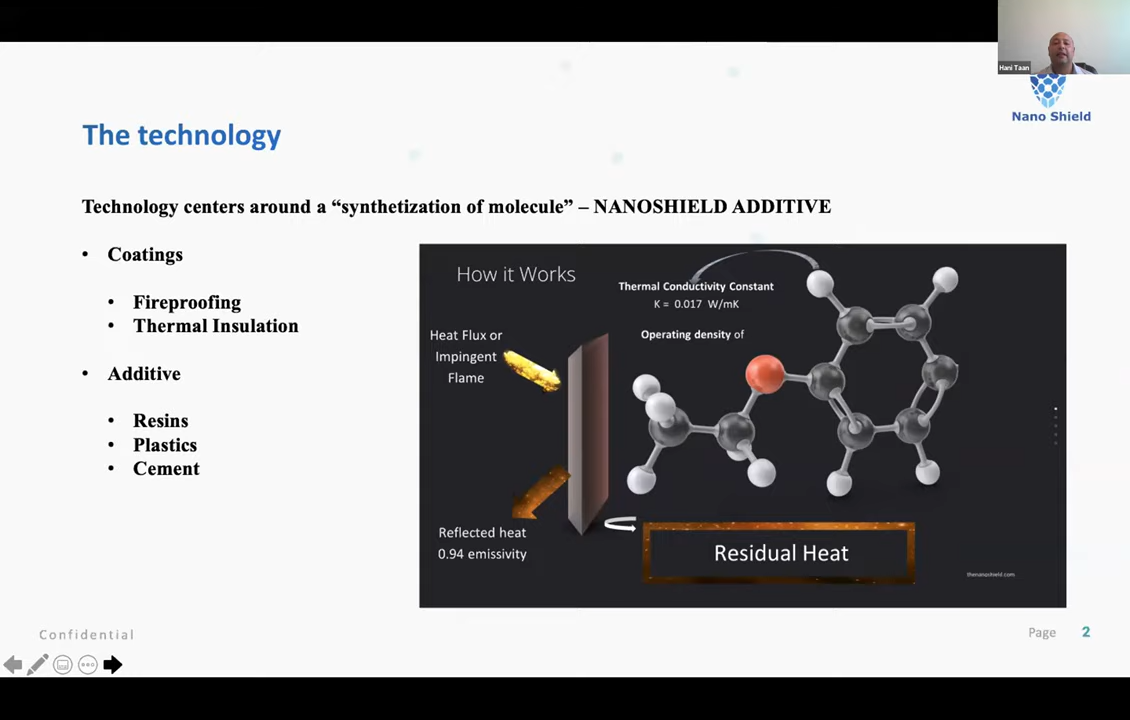 Hani Taan
Nano Shield
The technology
Technology centers around a “synthetization of molecule” – NANOSHIELD ADDITIVE
• Coatings
• Fireproofing
• Thermal Insulation
• Additive
• Resins
• Plastics
• Cement
How it Works
Thermal Conductivity Constant
K = 0.017 W/mK
Operating density of
Heat Flux or
Impingent
Flame
Reflected heat
0.94 emissivity
Residual Heat
thenanoshield.com
Confidential
Page 2